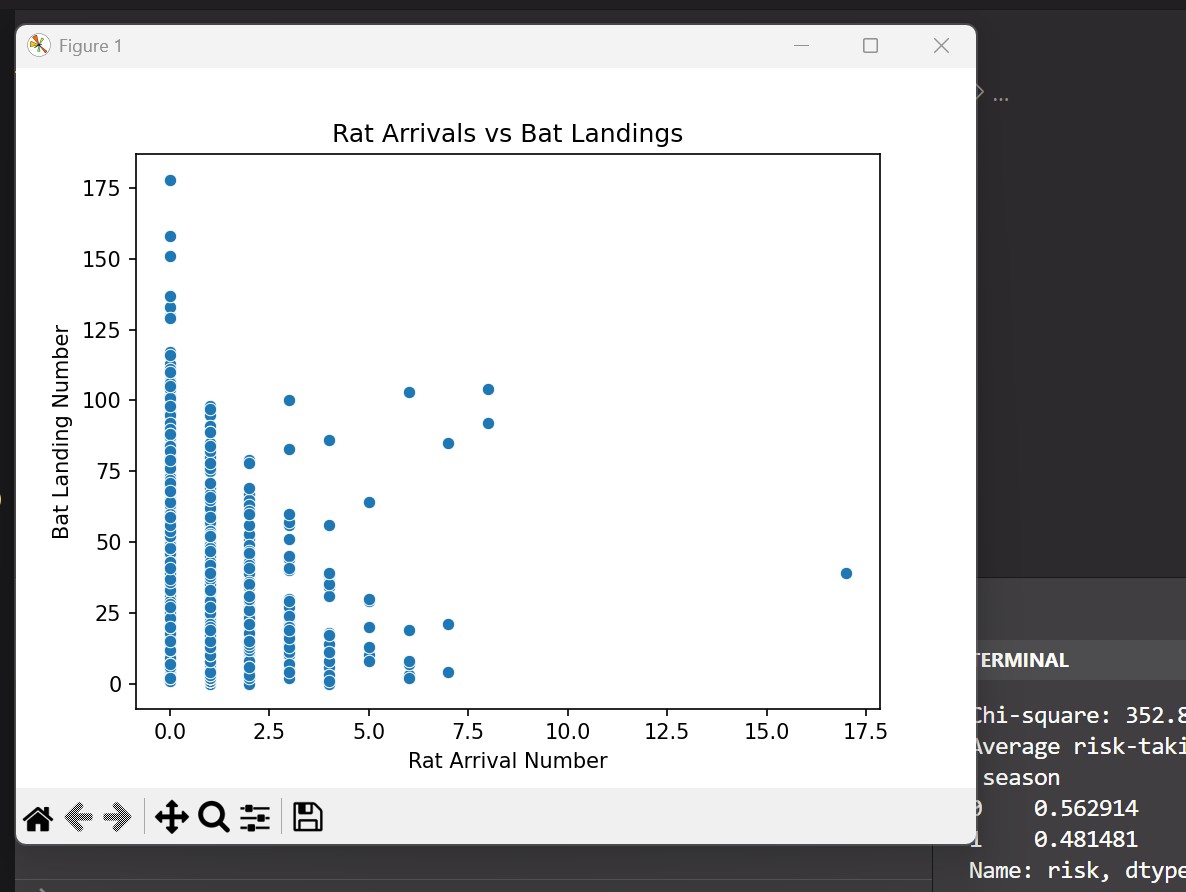 Figure 1
...
Rat Arrivals vs Bat Landings
175
150
125
100
75
50
25
0
Bat Landing Number
0.0 2.5 5.0 7.5 10.0 12.5 15.0 17.5
Rat Arrival Number
TERMINAL
Chi-square: 352.8
Average risk-taki
season
0 0.562914
1 0.481481
Name: risk, dtype